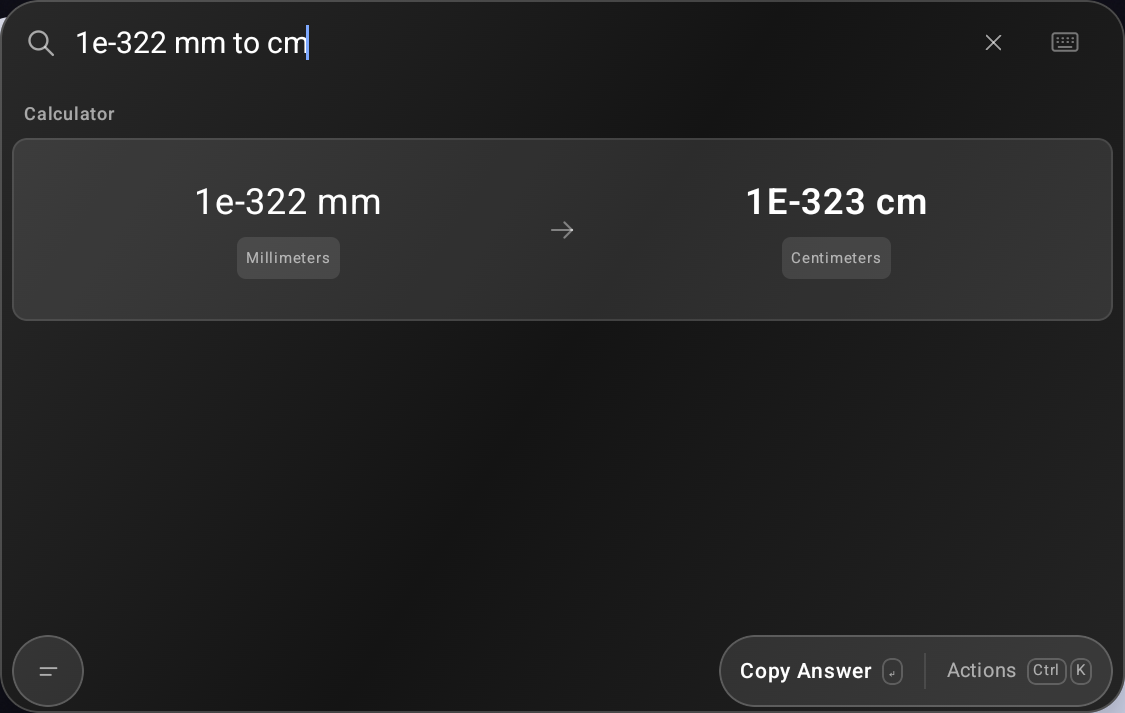 1e-322 mm to cm
Calculator
1e-322 mm → 1E-323 cm
Millimeters Centimeters
Copy Answer Actions Ctrl K